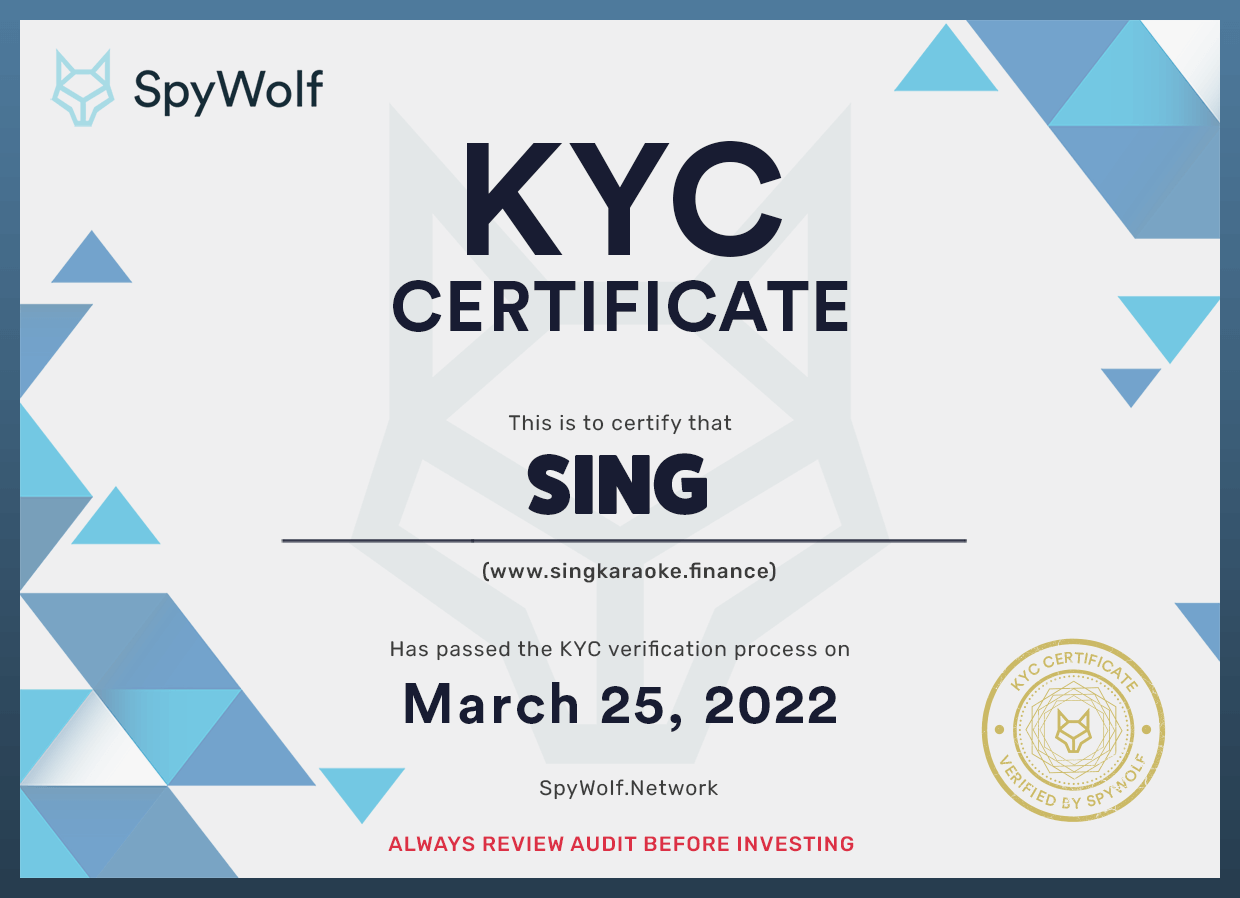 SpyWolf
KYC
CERTIFICATE
This is to certify that
SING
(www.singkaraoke.finance)
Has passed the KYC verification process on
March 25, 2022
SpyWolf.Network
ALWAYS REVIEW AUDIT BEFORE INVESTING
KYC CERTIFICATE
VERIFIED BY SPYWOLF